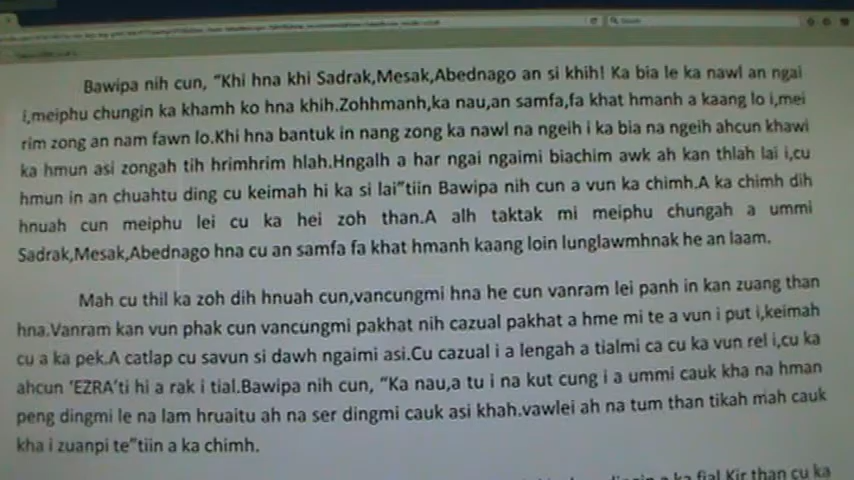 Bawipa nih cun, “Khi hna khi Sadrak,Mesak,Abednago an si khih! Ka bia le ka nawl an ngai
i,meiphu chungin ka khamh ko hna khih.Zohhmanh,ka nau,an samfa,fa khat hmanh a kaang lo i,mei
rim zong an nam fawn lo.Khi hna bantuk in nang zong ka nawl na ngeih i ka bia na ngeih ahcun khawi
ka hmun asi zongah tih hrimhrim hlah.Hngalh a har ngai ngaimi biachim awk ah kan thlah lai i,cu
hmun in an chuahtu ding cu keimah hi ka si lai”tiin Bawipa nih cun a vun ka chimh.A ka chimh dih
hnuah cun meiphu lei cu ka hei zoh than.A alh taktak mi meiphu chungah a ummi
Sadrak,Mesak,Abednago hna cu an samfa fa khat hmanh kaang loin lunglawmhnak he an laam.
Mah cu thil ka zoh dih hnuah cun,vancungmi hna he cun vanram lei panh in kan zuang than
hna.Vanram kan vun phak cun vancungmi pakhat nih cazual pakhat a hme mi te a vun i put i,keimah
cu a ka pek.A catlap cu savun si dawh ngaimi asi.Cu cazual i a lengah a tialmi ca cu ka vun rel i,cu ka
ahcun ‘EZRA’ti hi a rak i tial.Bawipa nih cun, “Ka nau,a tu i na kut cung i a ummi cauk kha na hman
peng dingmi le na lam hruaitu ah na ser dingmi cauk asi khah.vawlei ah na tum than tikah mah cauk
kha i zuanpi te”tiin a ka chimh.
a ka fial Kir than cu ka